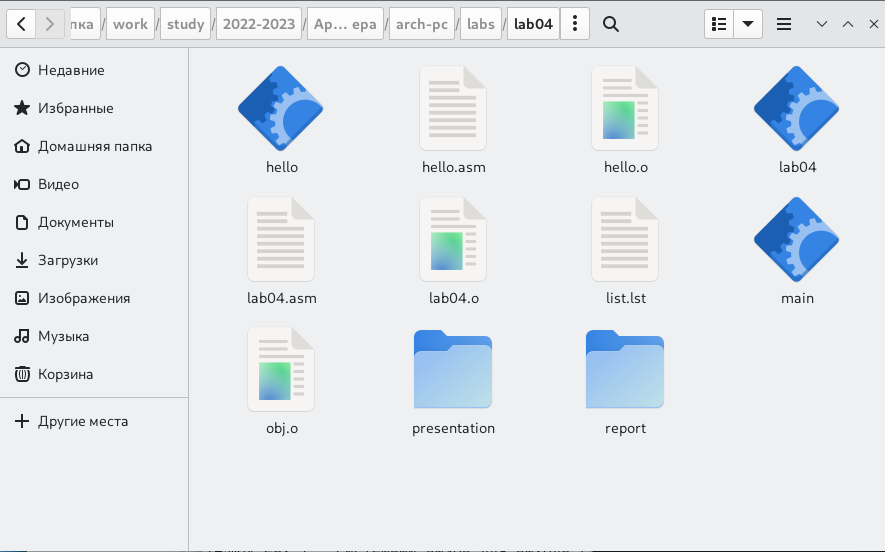 пка / work / study / 2022-2023 / Ар... ера / arch-pc / labs / lab04
Недавние
Избранные
Домашняя папка
Видео
Документы
Загрузки
Изображения
Музыка
Корзина
Другие места
hello hello.asm hello.o lab04
lab04.asm lab04.o list.lst main
obj.o presentation report